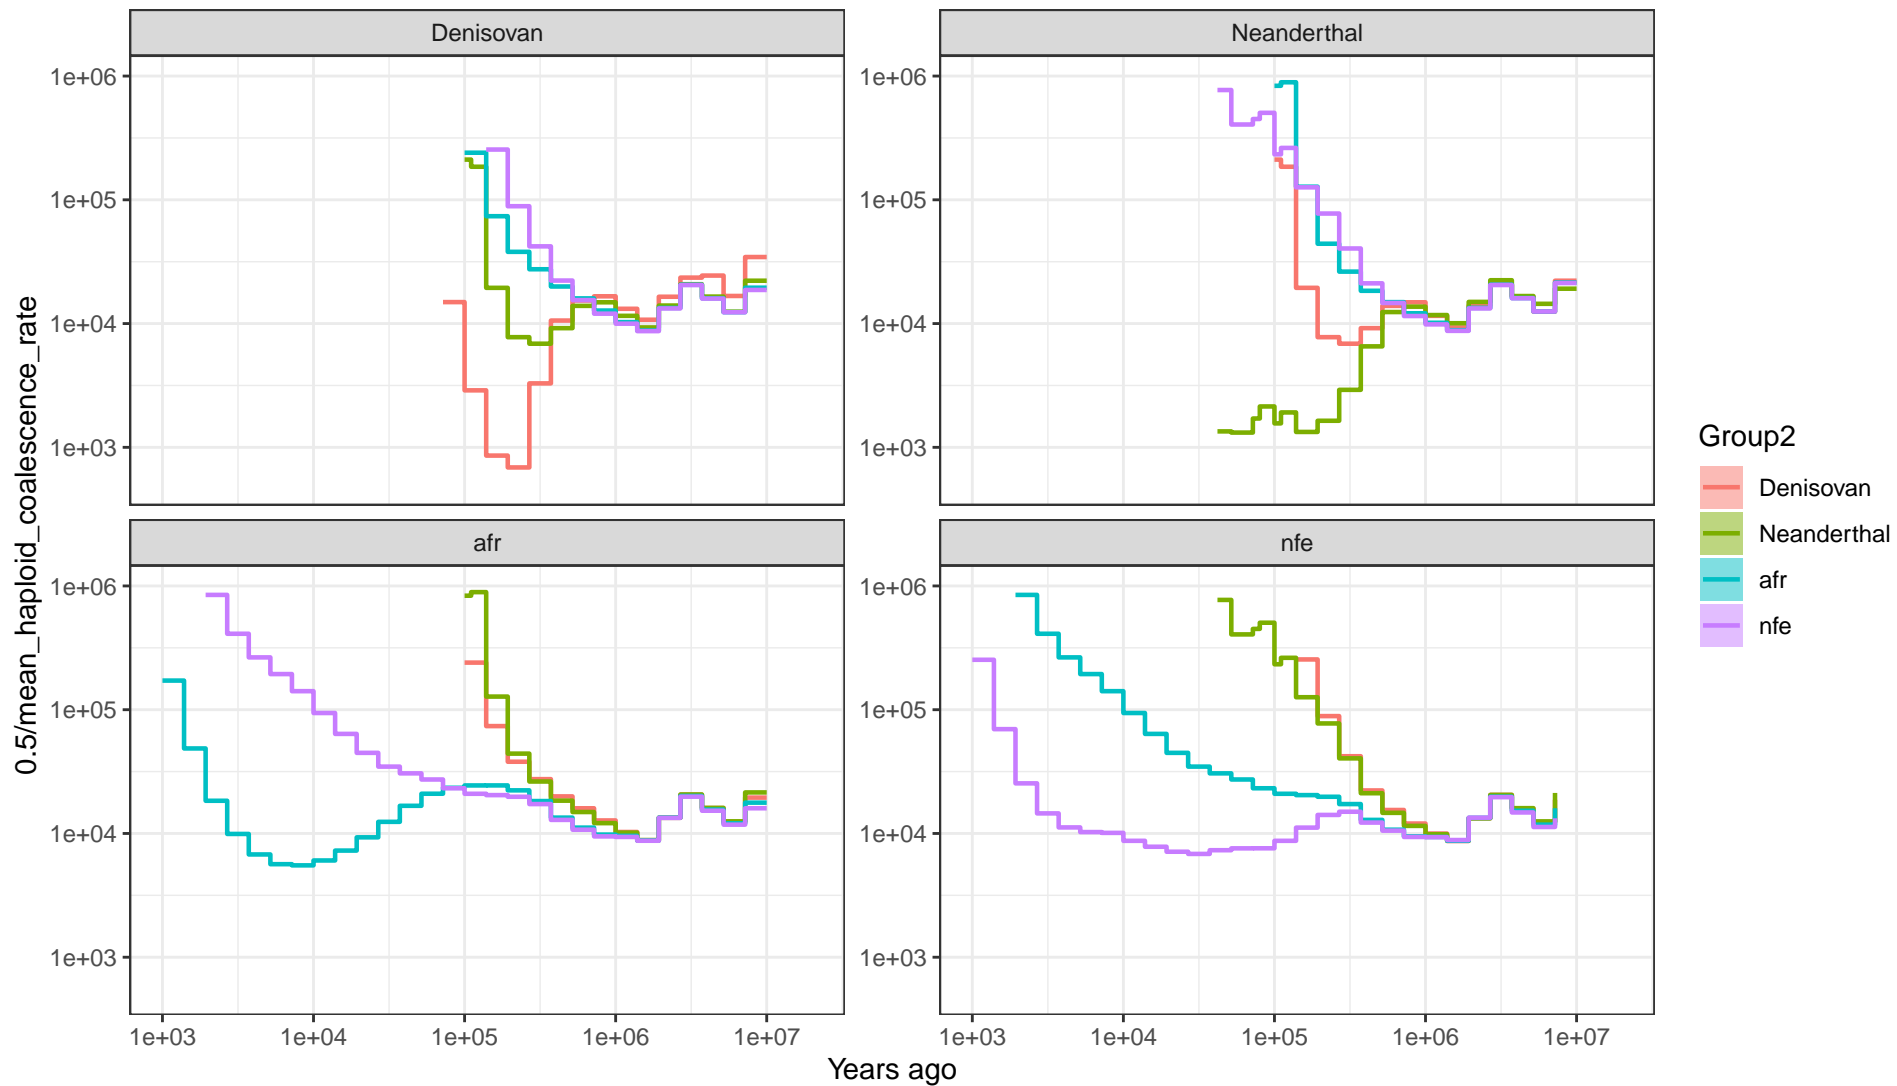 Denisovan
Neanderthal
1e+06
1e+05
1e+04
1e+03
1e+06
1e+05
1e+04
1e+03
afr
nfe
1e+06
1e+05
1e+04
1e+03
1e+06
1e+05
1e+04
1e+03
1e+03 1e+04 1e+05 1e+06 1e+07
1e+03 1e+04 1e+05 1e+06 1e+07
Years ago
0.5/mean_haploid_coalescence_rate
Group2
Denisovan
Neanderthal
afr
nfe